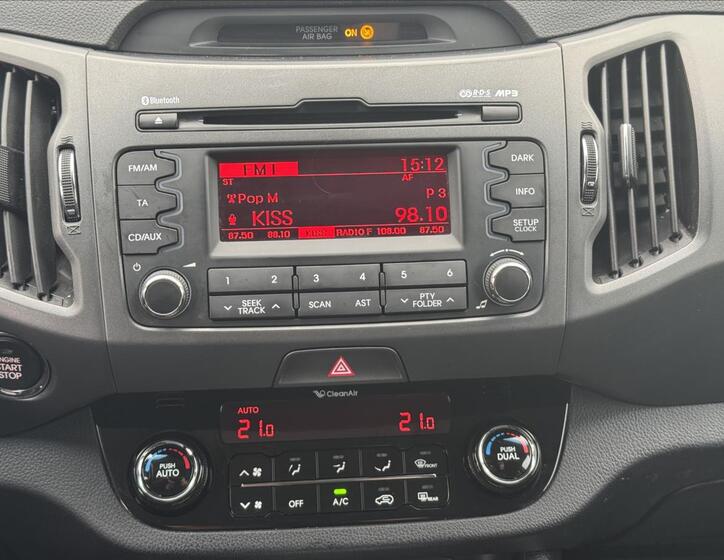 PASSENGER AIR BAG ON
Bluetooth
R·D·S MP3
FM/AM
TA
CD/AUX
FM1 15:12
ST AF
Pop M P 3
KISS 98.10
87.50 88.10 KISS RADIO F 108.00 87.50
DARK
INFO
SETUP
CLOCK
1 2 3 4 5 6
SEEK
TRACK
SCAN AST
PTY
FOLDER
ENGINE
START
STOP
CleanAir
AUTO
21.0 21.0
PUSH
AUTO
FRONT
OFF A/C REAR
PUSH
DUAL